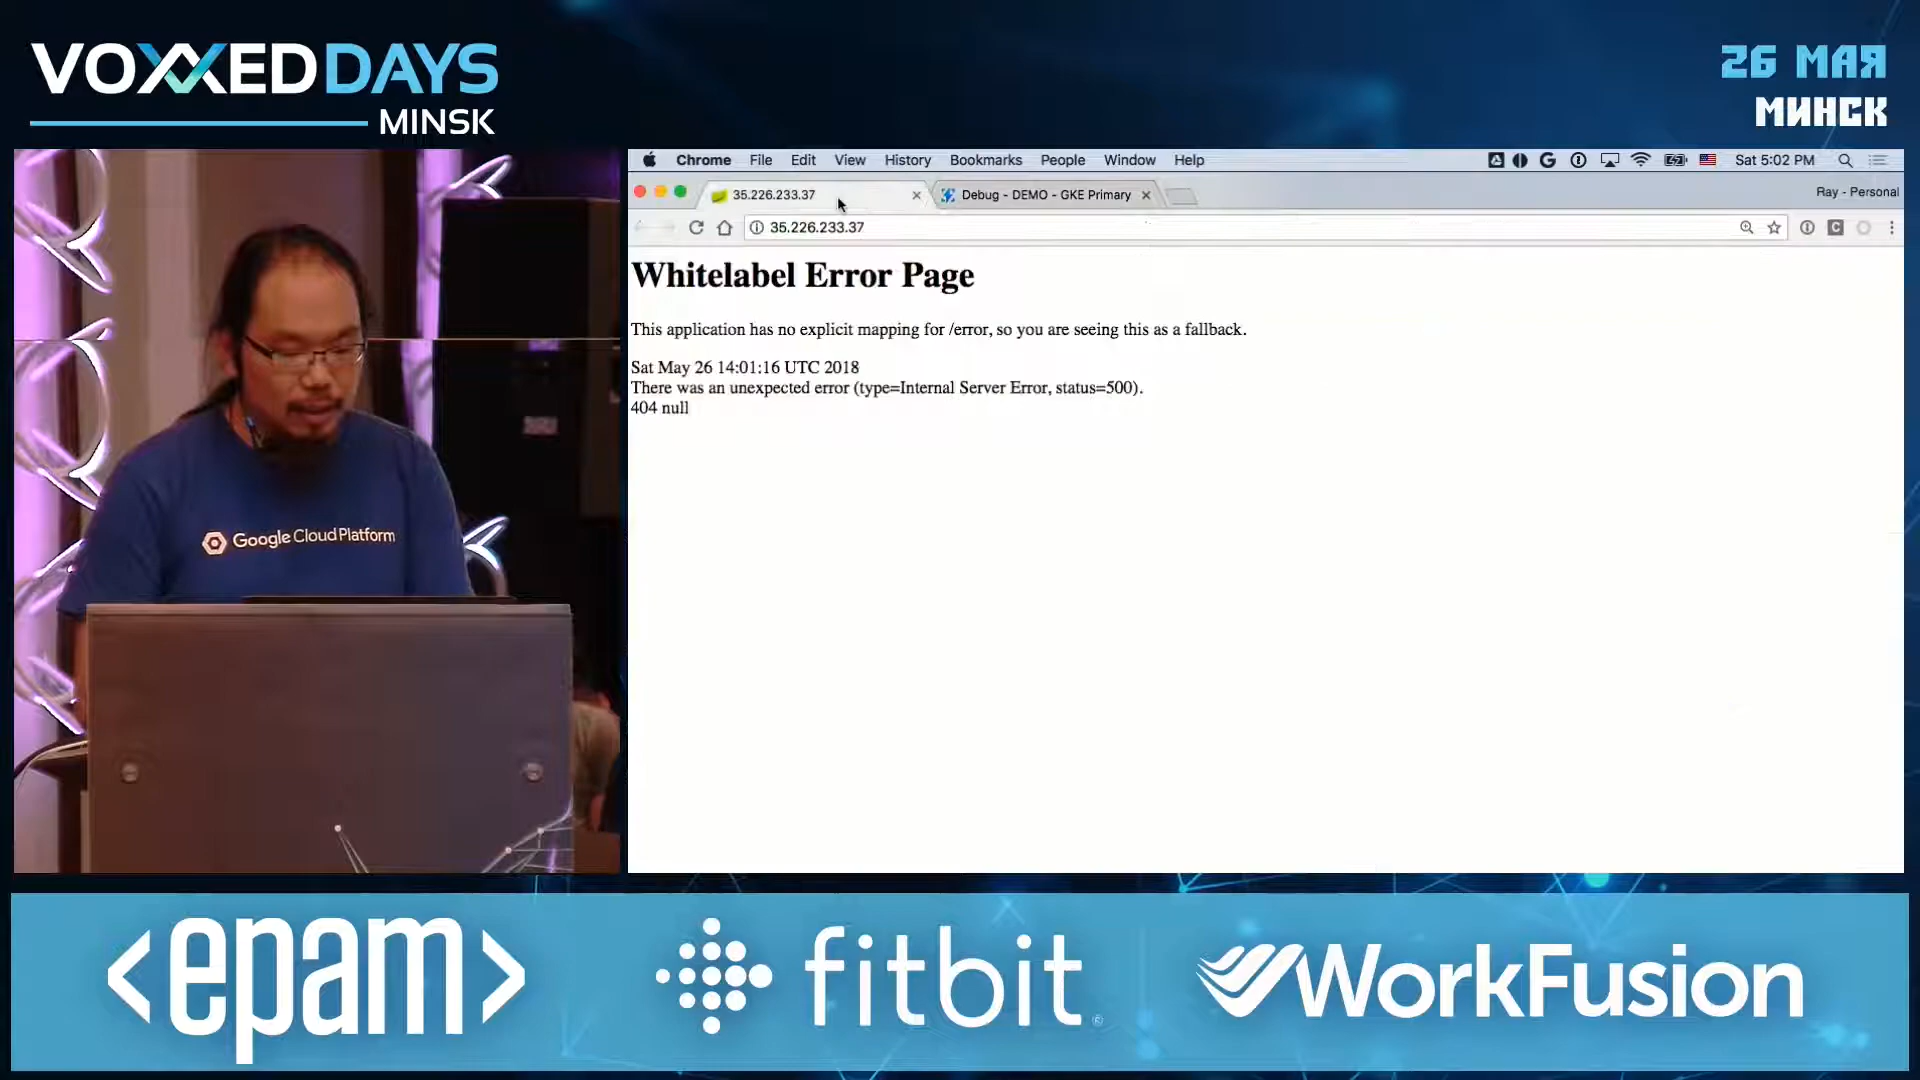 VOXXED DAYS
MINSK
26 МАЯ
МИНСК
Chrome File Edit View History Bookmarks People Window Help
Sat 5:02 PM
35.226.233.37
Debug - DEMO - GKE Primary
Ray - Personal
35.226.233.37
Whitelabel Error Page
This application has no explicit mapping for /error, so you are seeing this as a fallback.
Sat May 26 14:01:16 UTC 2018
There was an unexpected error (type=Internal Server Error, status=500).
404 null
Google Cloud Platform
<epam>
fitbit®
WorkFusion